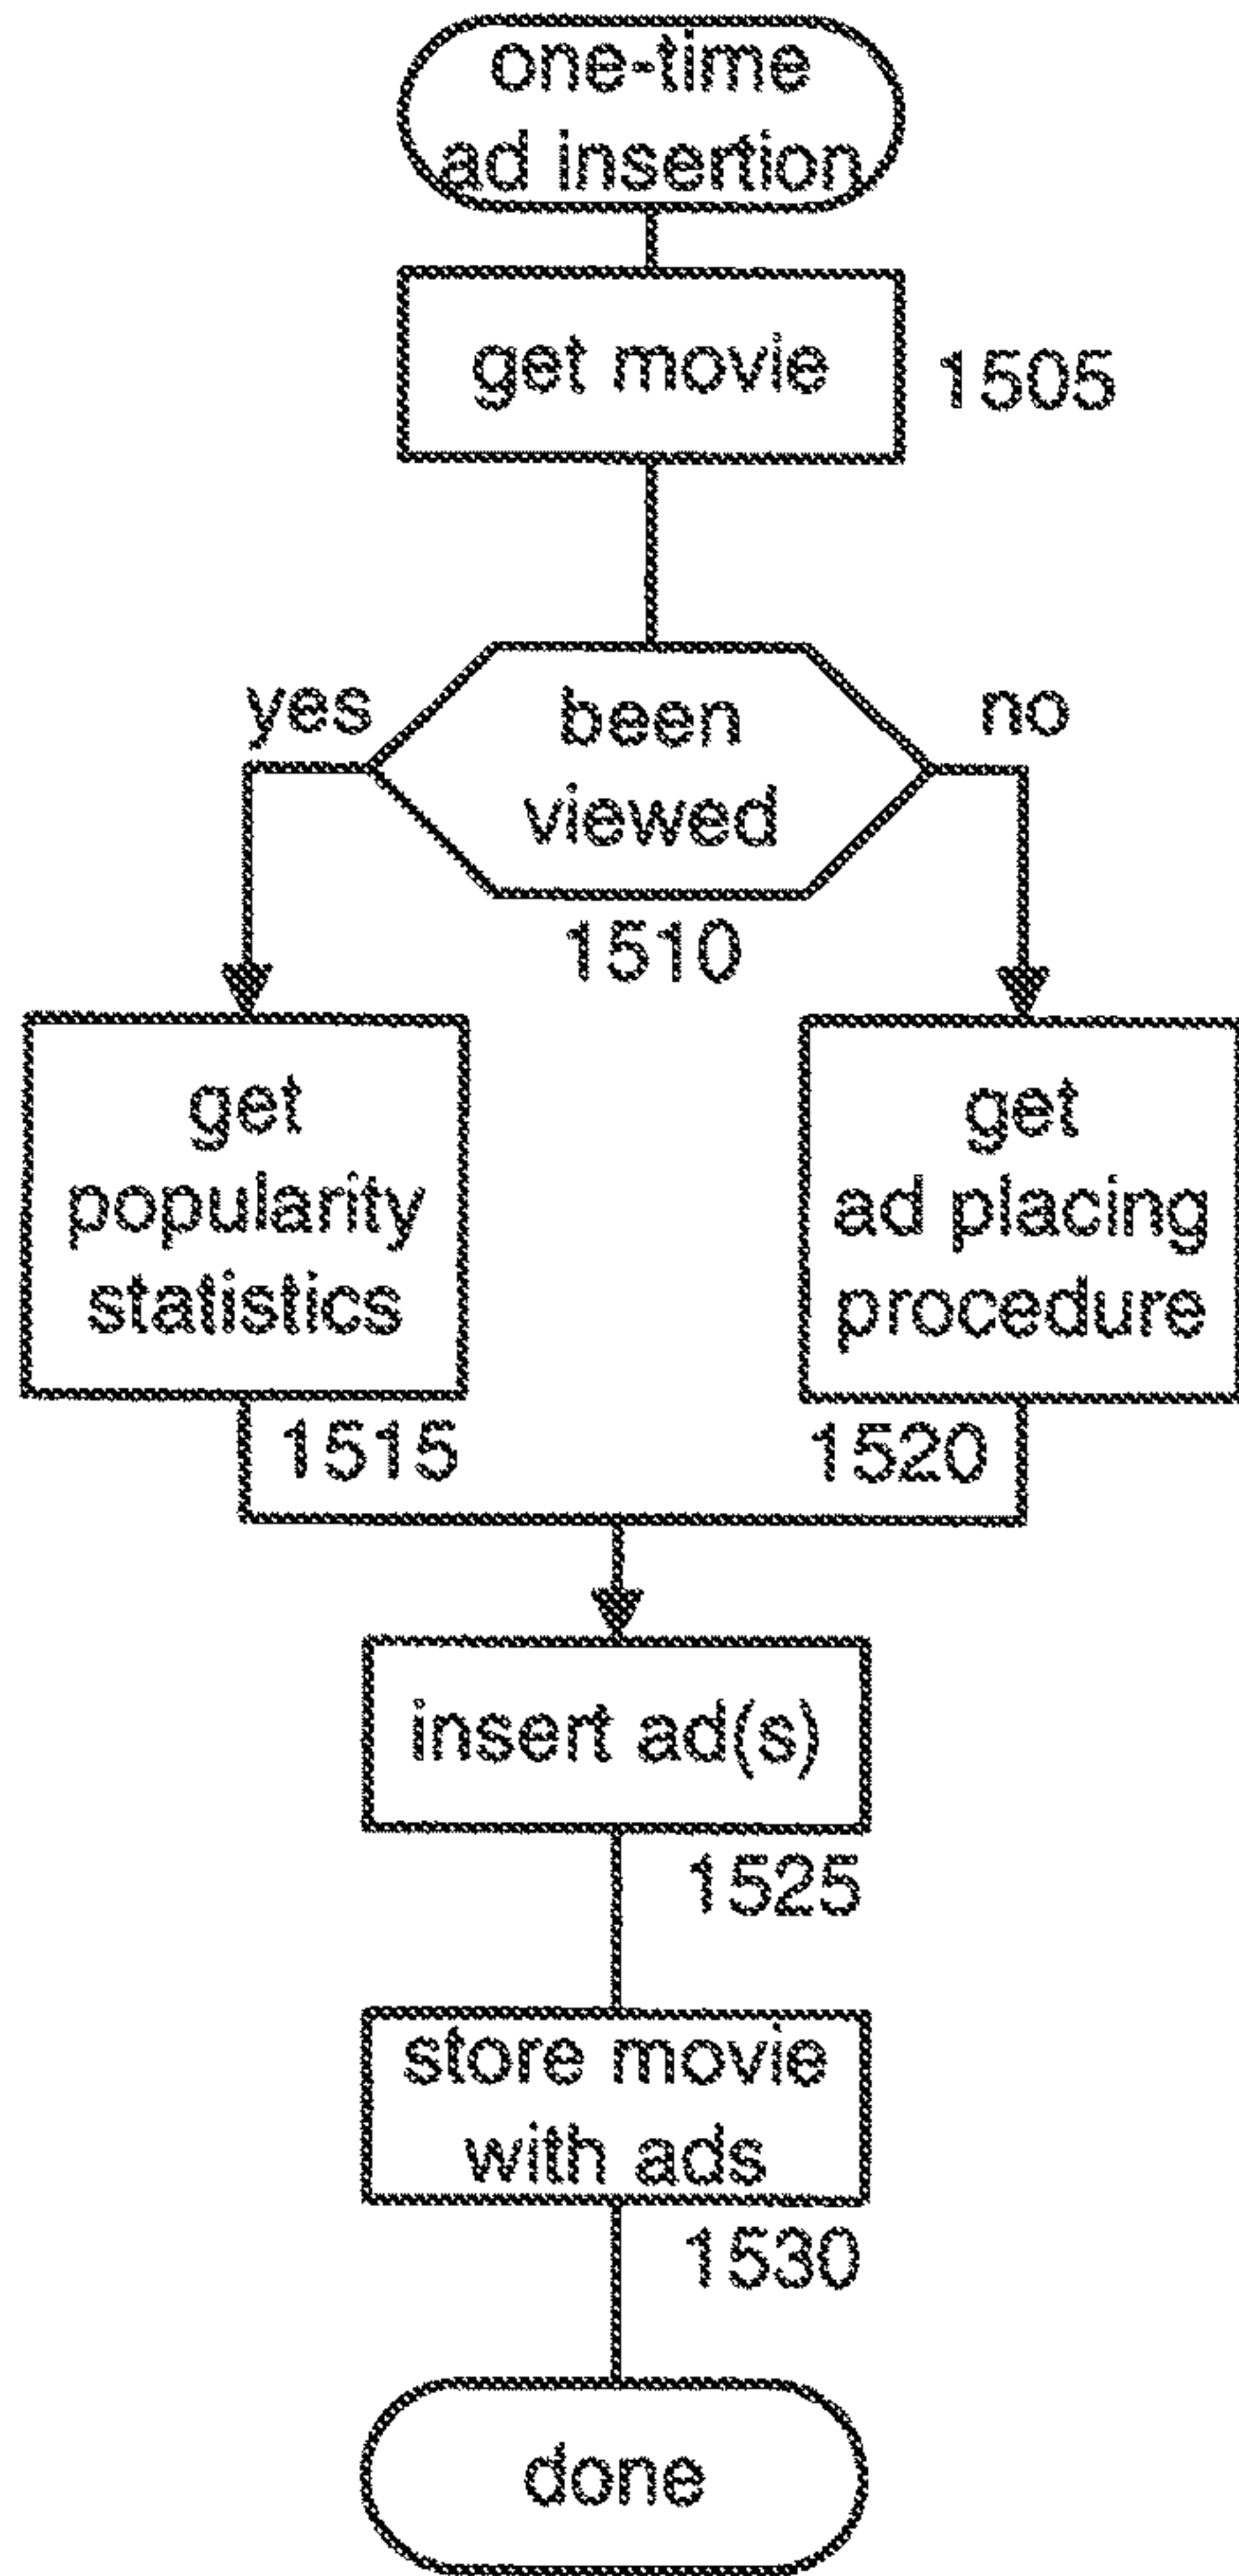 one-time
ad insertion
get movie
1505
yes
been
viewed
no
1510
get
popularity
statistics
1515
get
ad placing
procedure
1520
insert ad(s)
1525
store movie
with ads
1530
done